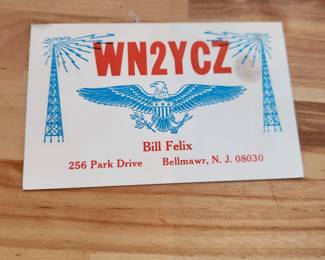 WN2YCZ
Bill Felix
256 Park Drive Bellmawr, N. J. 08030